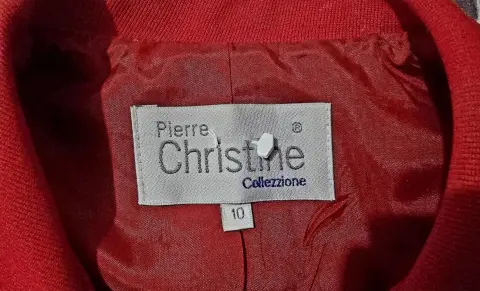 Pierre ®
Christine
Collezzione
10